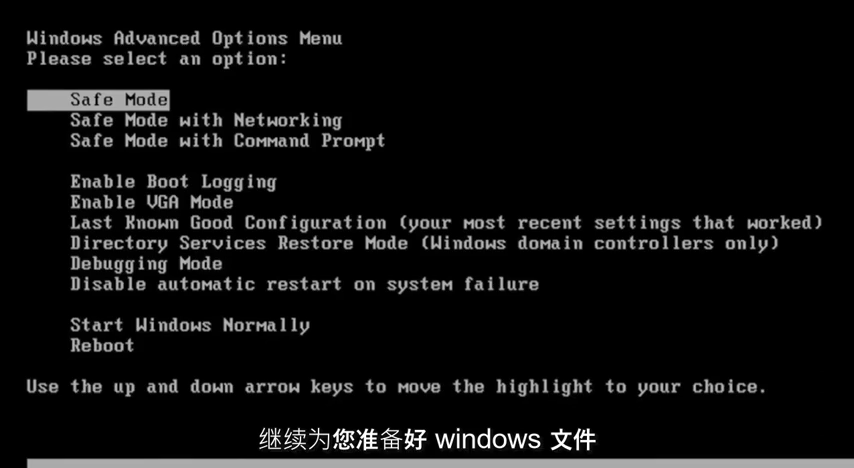 Windows Advanced Options Menu
Please select an option:
Safe Mode
Safe Mode with Networking
Safe Mode with Command Prompt
Enable Boot Logging
Enable VGA Mode
Last Known Good Configuration (your most recent settings that worked)
Directory Services Restore Mode (Windows domain controllers only)
Debugging Mode
Disable automatic restart on system failure
Start Windows Normally
Reboot
Use the up and down arrow keys to move the highlight to your choice.
继续为您准备好 windows 文件